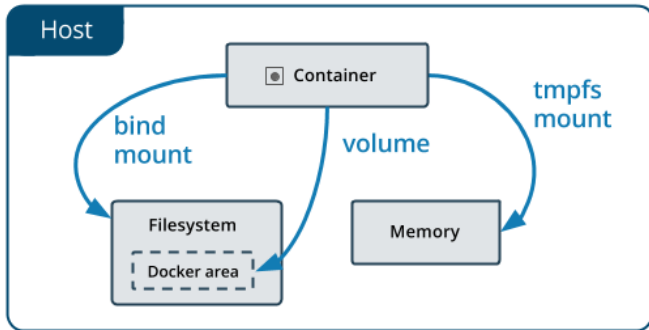 Host
Container
bind
mount
volume
tmpfs
mount
Filesystem
Docker area
Memory